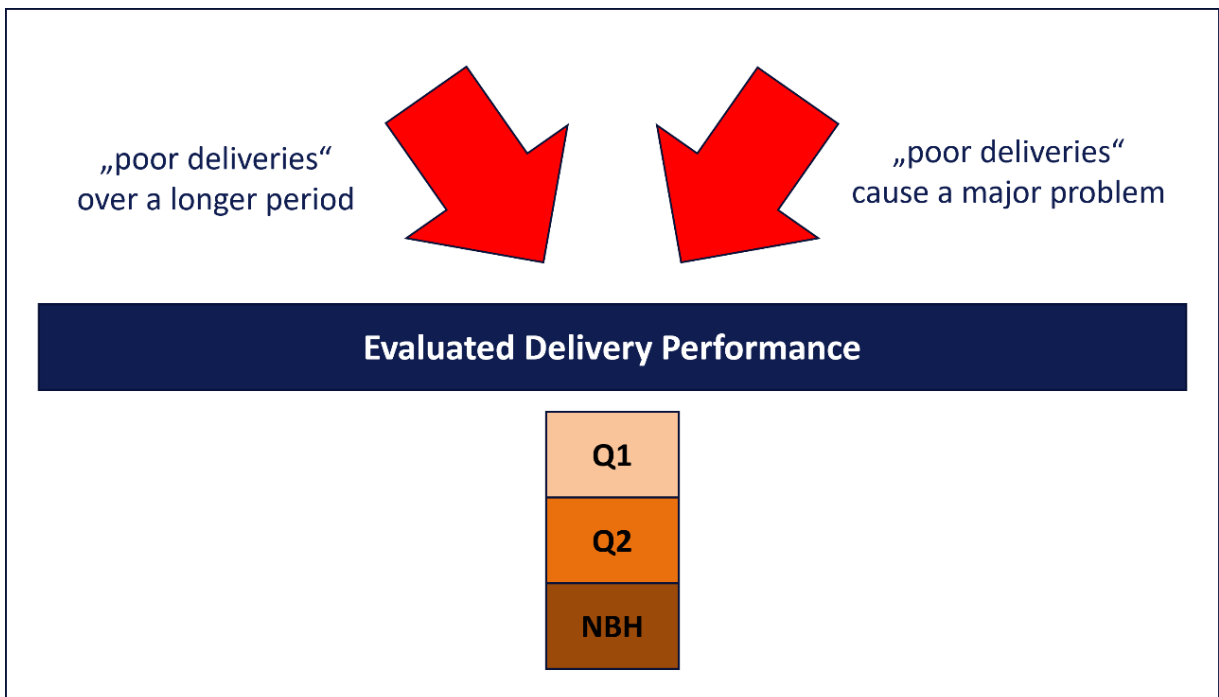 „poor deliveries“
over a longer period
„poor deliveries“
cause a major problem
Evaluated Delivery Performance
Q1
Q2
NBH